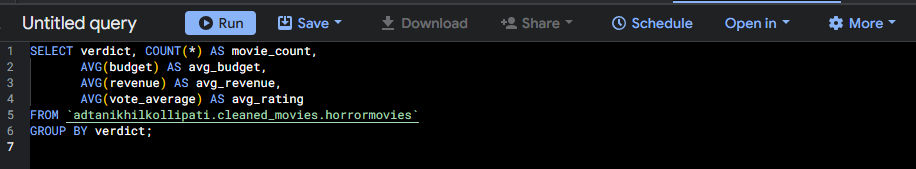 Untitled query Run Save Download Share Schedule Open in More
1 SELECT verdict, COUNT(*) AS movie_count,
2 AVG(budget) AS avg_budget,
3 AVG(revenue) AS avg_revenue,
4 AVG(vote_average) AS avg_rating
5 FROM `adtanikhilkollipati.cleaned_movies.horrormovies`
6 GROUP BY verdict;
7